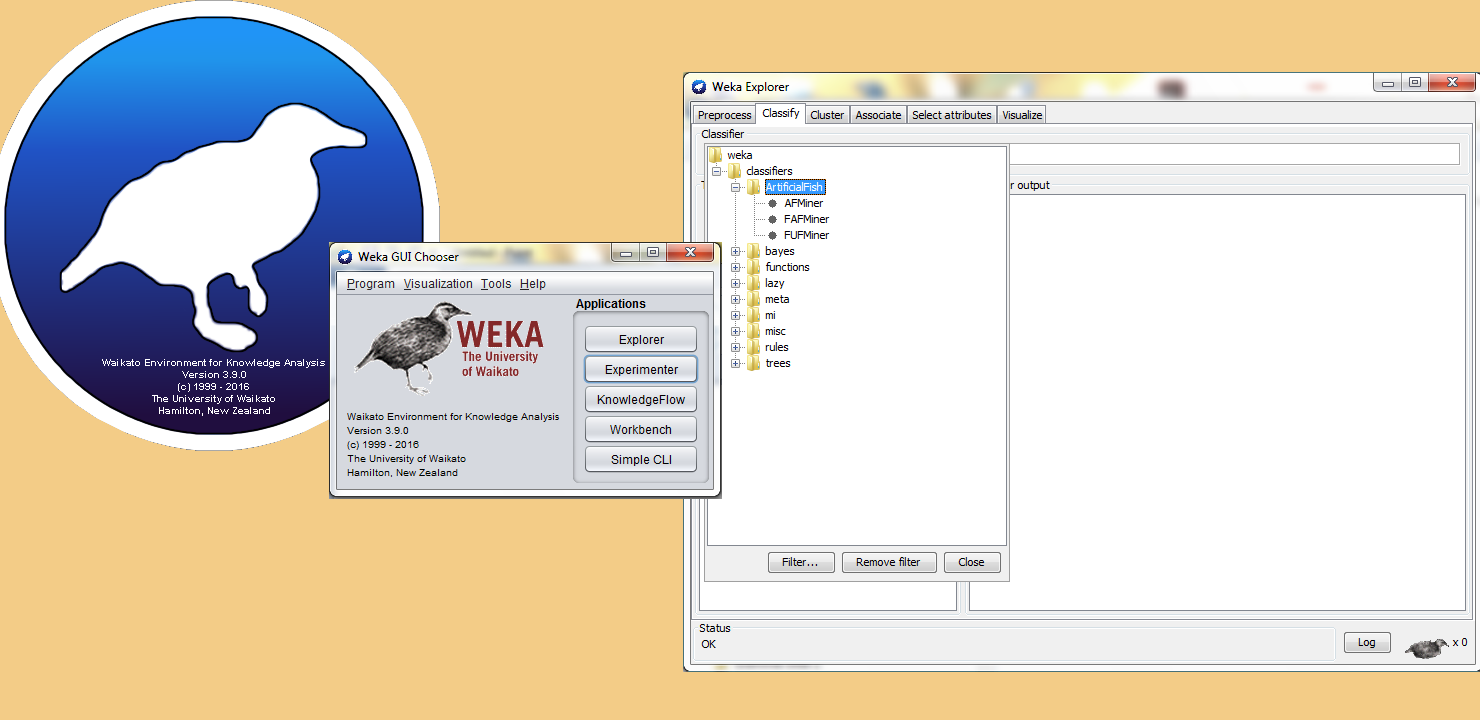 Waikato Environment for Knowledge Analysis
Version 3.9.0
(c) 1999 - 2016
The University of Waikato
Hamilton, New Zealand
Weka GUI Chooser
Program Visualization Tools Help
WEKA
The University
of Waikato
Waikato Environment for Knowledge Analysis
Version 3.9.0
(c) 1999 - 2016
The University of Waikato
Hamilton, New Zealand
Applications
Explorer
Experimenter
KnowledgeFlow
Workbench
Simple CLI
Weka Explorer
Preprocess Classify Cluster Associate Select attributes Visualize
Classifier
weka
classifiers
ArtificialFish
AFMiner
FAFMiner
FUFMiner
bayes
functions
lazy
meta
mi
misc
rules
trees
Filter... Remove filter Close
output
Status
OK
Log
x 0